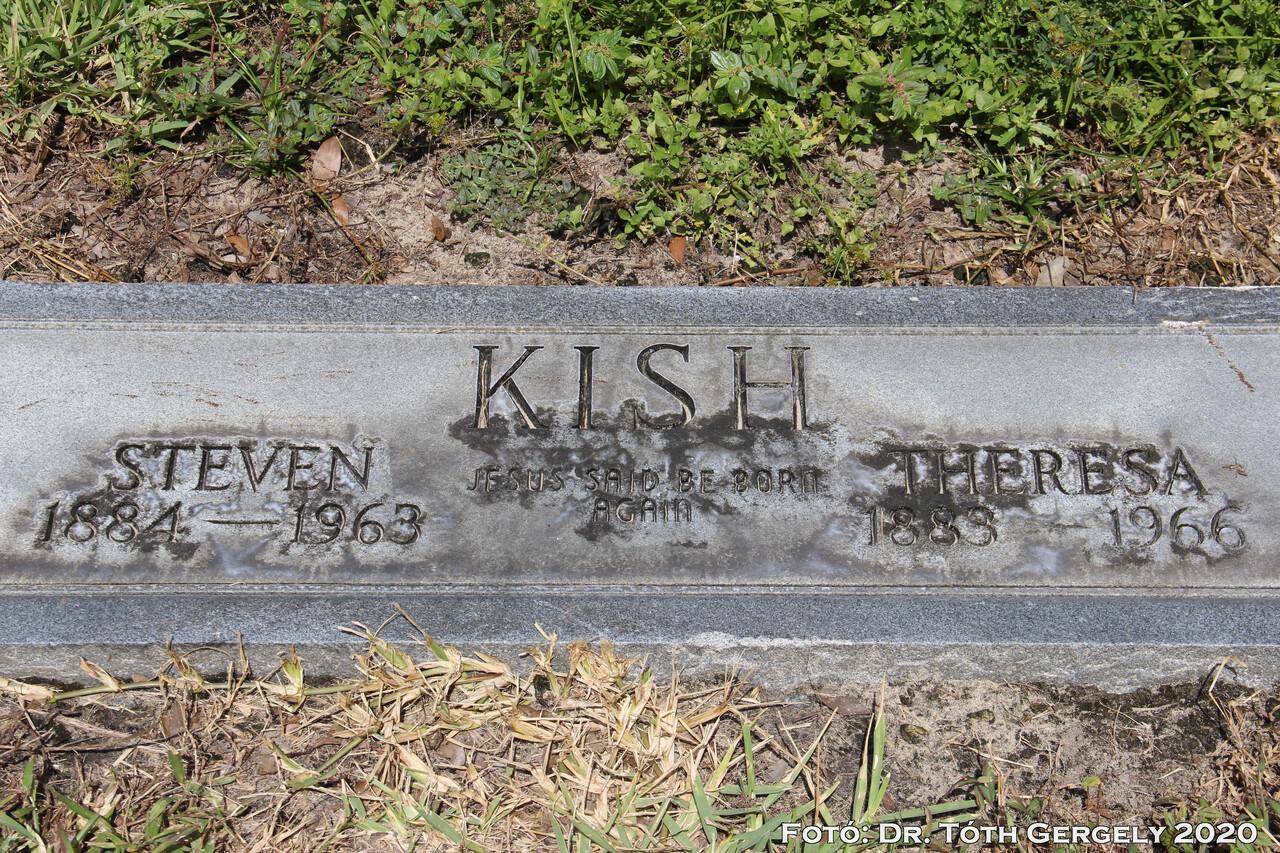 KISH
STEVEN
1884 — 1963
JESUS SAID BE BORN
AGAIN
THERESA
1883 1966
Fotó: Dr. Tóth Gergely 2020